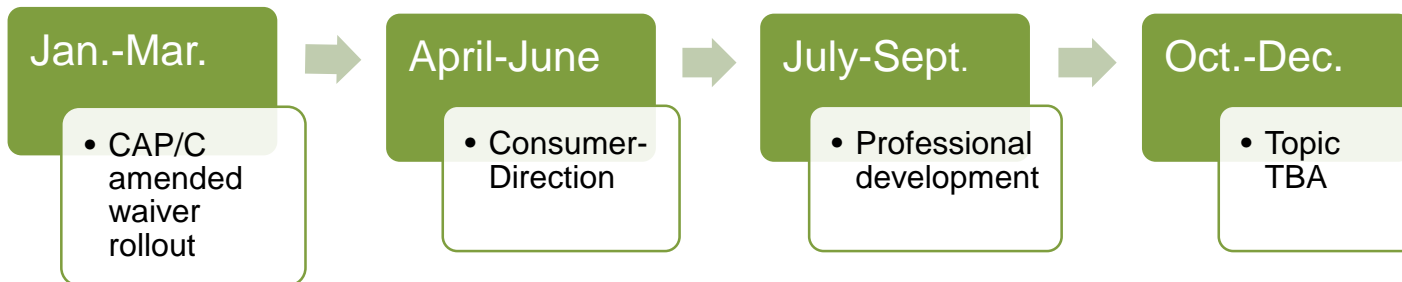 Jan.-Mar.
• CAP/C
amended
waiver
rollout
April-June
• Consumer-
Direction
July-Sept.
• Professional
development
Oct.-Dec.
• Topic
TBA